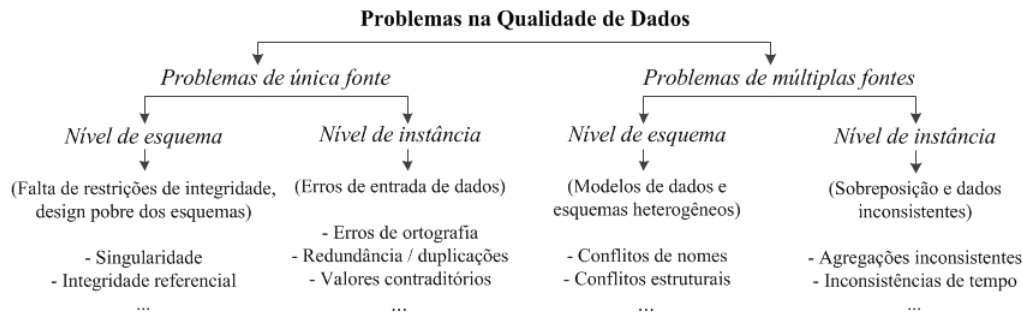 Problemas na Qualidade de Dados
Problemas de única fonte
Problemas de múltiplas fontes
Nível de esquema
Nível de instância
Nível de esquema
Nível de instância
(Falta de restrições de integridade,
design pobre dos esquemas)
- Singularidade
- Integridade referencial
...
(Erros de entrada de dados)
- Erros de ortografia
- Redundância / duplicações
- Valores contraditórios
...
(Modelos de dados e
esquemas heterogêneos)
- Conflitos de nomes
- Conflitos estruturais
...
(Sobreposição e dados
inconsistentes)
- Agregações inconsistentes
- Inconsistências de tempo
...